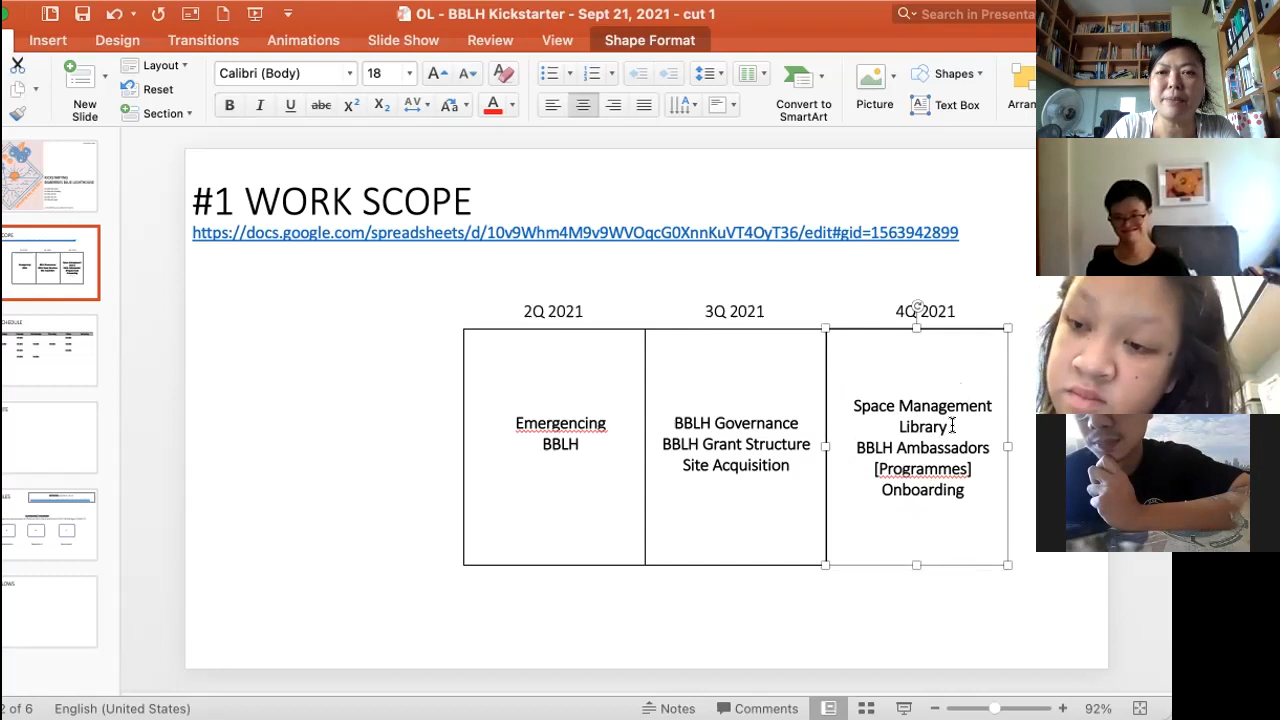 OL - BBLH Kickstarter - Sept 21, 2021 - cut 1
Search in Presenta
Insert
Design
Transitions
Animations
Slide Show
Review
View
Shape Format
New Slide
Layout
Reset
Section
Calibri (Body)
18
Convert to SmartArt
Picture
Shapes
Text Box
Arran
#1 WORK SCOPE
https://docs.google.com/spreadsheets/d/10v9Whm4M9v9WVOqcG0XnnKuVT4OyT36/edit#gid=1563942899
2Q 2021
3Q 2021
4Q 2021
Emergencing
BBLH
BBLH Governance
BBLH Grant Structure
Site Acquisition
Space Management
Library
BBLH Ambassadors
[Programmes]
Onboarding
2 of 6
English (United States)
Notes
Comments
92%